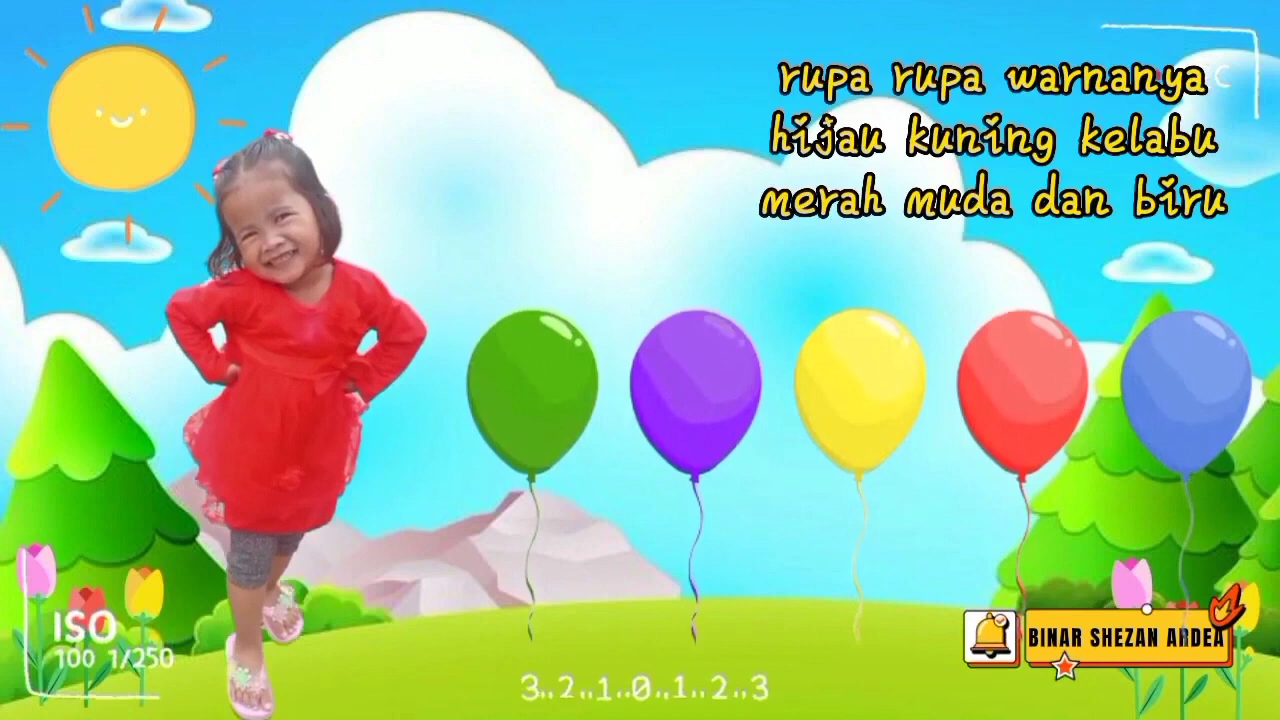 rupa rupa warnanya
hijau kuning kelabu
merah muda dan biru
BINAR SHEZAN ARDEA
ISO
100 1/250
3..2..1..0..1..2..3